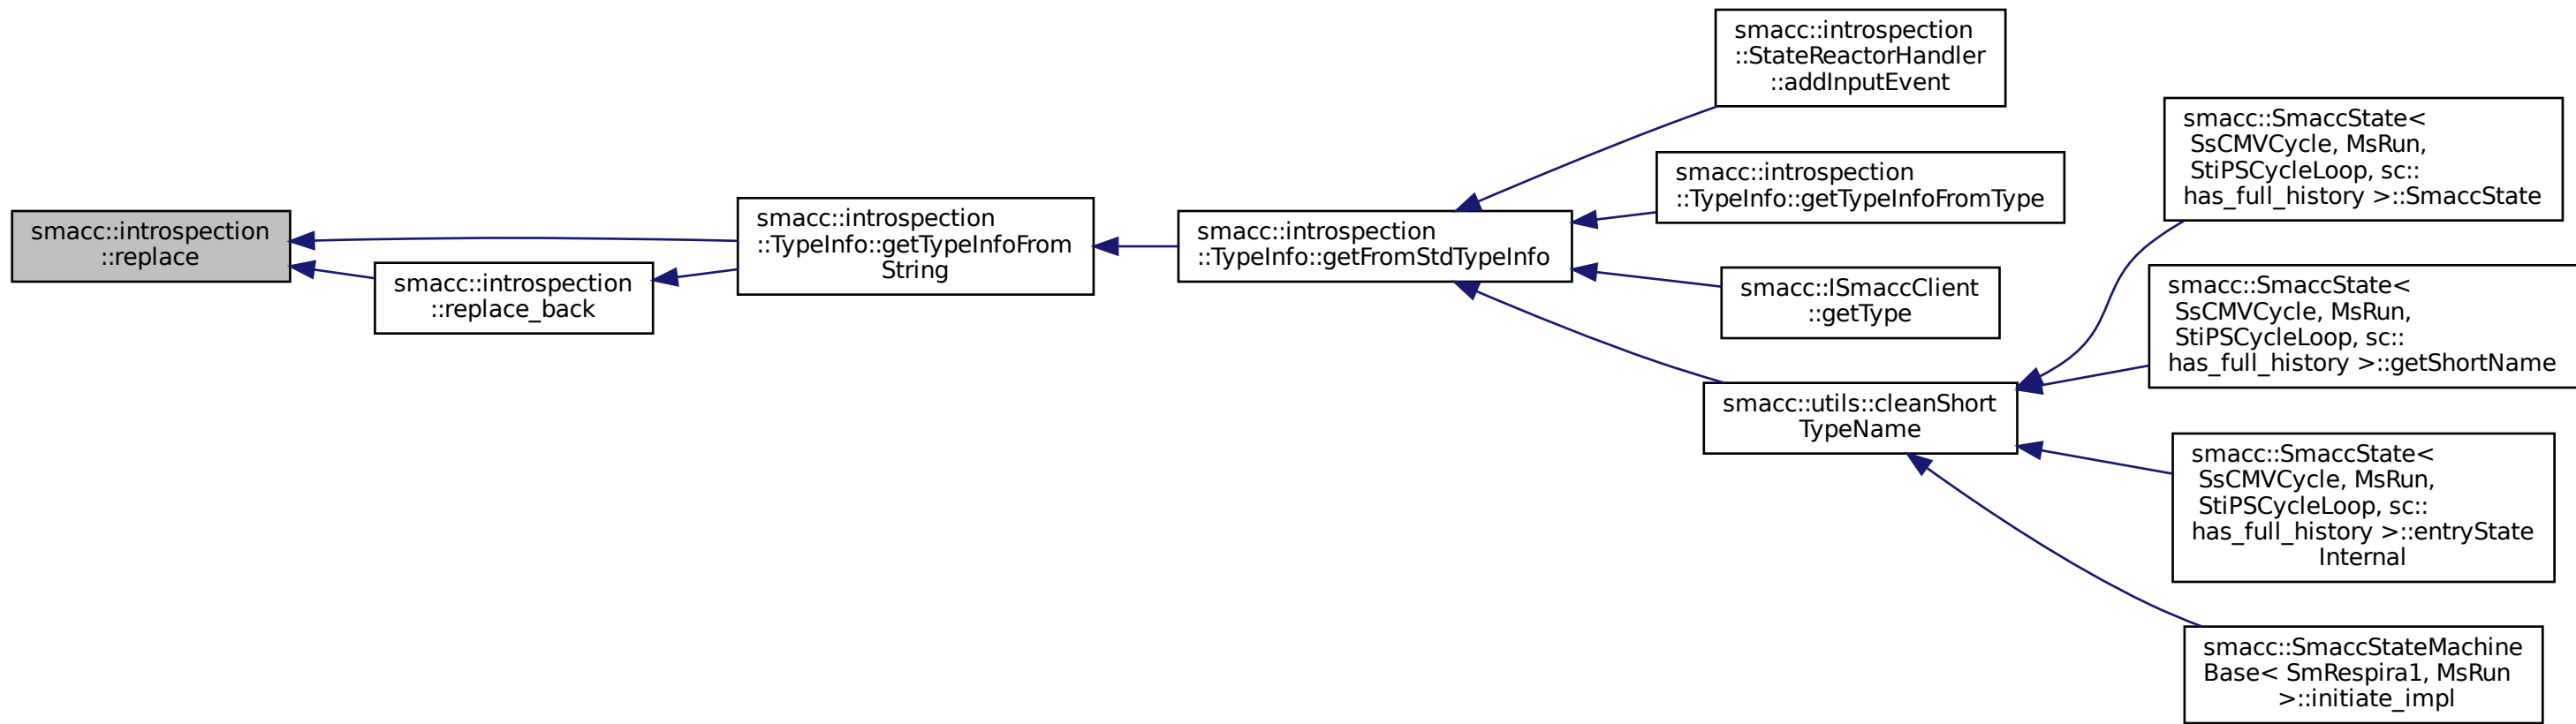 smacc::introspection
::replace
smacc::introspection
::replace_back
smacc::introspection
::TypeInfo::getTypeInfoFrom
String
smacc::introspection
::TypeInfo::getFromStdTypeInfo
smacc::introspection
::StateReactorHandler
::addInputEvent
smacc::introspection
::TypeInfo::getTypeInfoFromType
smacc::ISmaccClient
::getType
smacc::utils::cleanShort
TypeName
smacc::SmaccState<
SsCMVCycle, MsRun,
StiPSCycleLoop, sc::
has_full_history >::SmaccState
smacc::SmaccState<
SsCMVCycle, MsRun,
StiPSCycleLoop, sc::
has_full_history >::getShortName
smacc::SmaccState<
SsCMVCycle, MsRun,
StiPSCycleLoop, sc::
has_full_history >::entryState
Internal
smacc::SmaccStateMachine
Base< SmRespira1, MsRun
>::initiate_impl